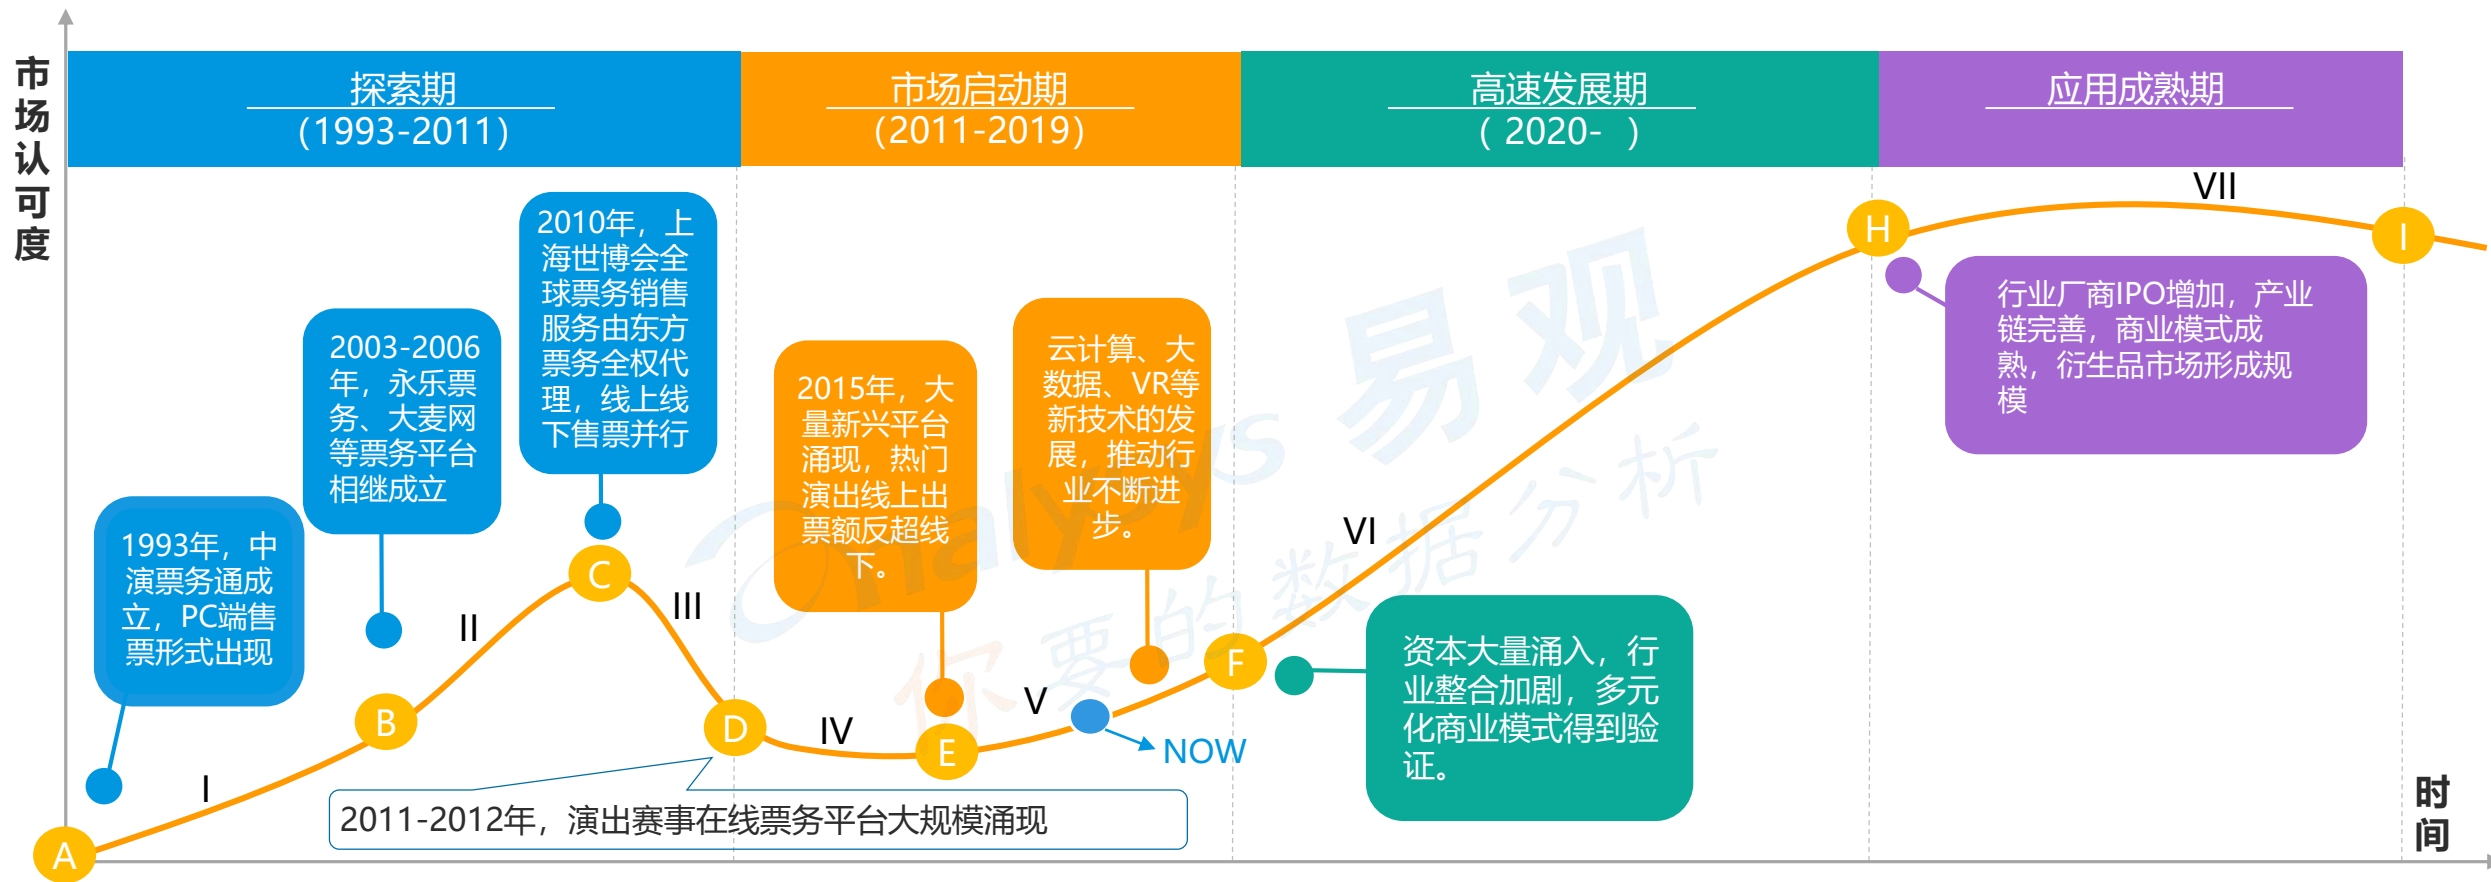 市
场
认
可
度
探索期
（1993-2011）
市场启动期
（2011-2019）
高速发展期
（ 2020- ）
应用成熟期
1993年，中
演票务通成
立，PC端售
票形式出现
2003-2006
年，永乐票
务、大麦网
等票务平台
相继成立
2010年，上
海世博会全
球票务销售
服务由东方
票务全权代
理，线上线
下售票并行
2015年，大
量新兴平台
涌现，热门
演出线上出
票额反超线
下。
云计算、大
数据、VR等
新技术的发
展，推动行
业不断进
步。
资本大量涌入，行
业整合加剧，多元
化商业模式得到验
证。
行业厂商IPO增加，产业
链完善，商业模式成
熟，衍生品市场形成规
模
2011-2012年，演出赛事在线票务平台大规模涌现
A
I
B
II
C
III
D
IV
E
V
NOW
F
VI
H
VII
I
时
间
analysys 易观
你要的数据分析